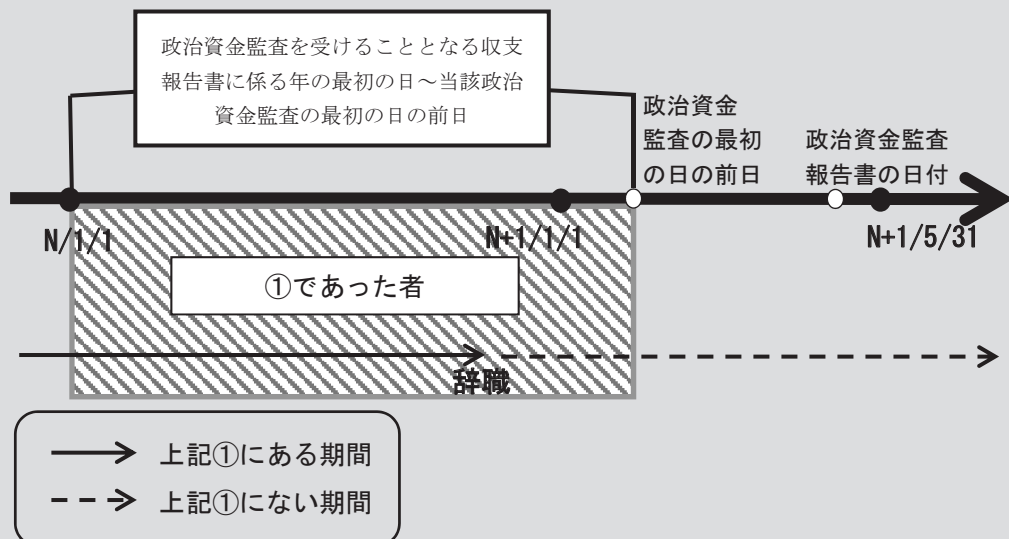 政治資金監査を受けることとなる収支
報告書に係る年の最初の日～当該政治
資金監査の最初の日の前日
政治資金
監査の最初
の日の前日
政治資金監査
報告書の日付
N/1/1
N+1/1/1
N+1/5/31
①であった者
辞職
上記①にある期間
上記①にない期間